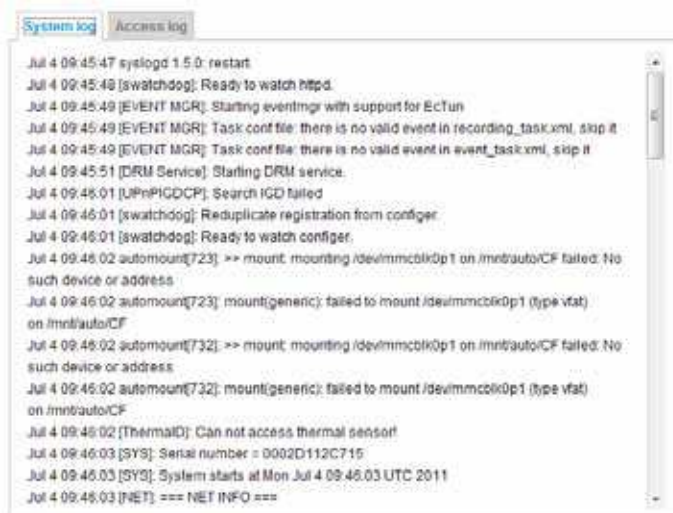 System log Access log
Jul 4 09:45:47 syslogd 1.5.0: restart.
Jul 4 09:45:48 [swatchdog]: Ready to watch httpd.
Jul 4 09:45:49 [EVENT MGR]: Starting eventmgr with support for EcTun
Jul 4 09:45:49 [EVENT MGR]: Task conf file: there is no valid event in recording_task.xml, skip it
Jul 4 09:45:49 [EVENT MGR]: Task conf file: there is no valid event in event_task.xml, skip it
Jul 4 09:45:51 [DRM Service]: Starting DRM service.
Jul 4 09:46:01 [UPnPIGDCP]: Search IGD failed
Jul 4 09:46:01 [swatchdog]: Reduplicate registration from configer.
Jul 4 09:46:01 [swatchdog]: Ready to watch configer.
Jul 4 09:46:02 automount[723]: >> mount: mounting /dev/mmcblk0p1 on /mnt/auto/CF failed: No
such device or address
Jul 4 09:46:02 automount[723]: mount(generic): failed to mount /dev/mmcblk0p1 (type vfat)
on /mnt/auto/CF
Jul 4 09:46:02 automount[732]: >> mount: mounting /dev/mmcblk0p1 on /mnt/auto/CF failed: No
such device or address
Jul 4 09:46:02 automount[732]: mount(generic): failed to mount /dev/mmcblk0p1 (type vfat)
on /mnt/auto/CF
Jul 4 09:46:02 [ThermalD]: Can not access thermal sensor!
Jul 4 09:46:03 [SYS]: Serial number = 0002D112C715
Jul 4 09:46:03 [SYS]: System starts at Mon Jul 4 09:46:03 UTC 2011
Jul 4 09:46:03 [NET]: === NET INFO ===